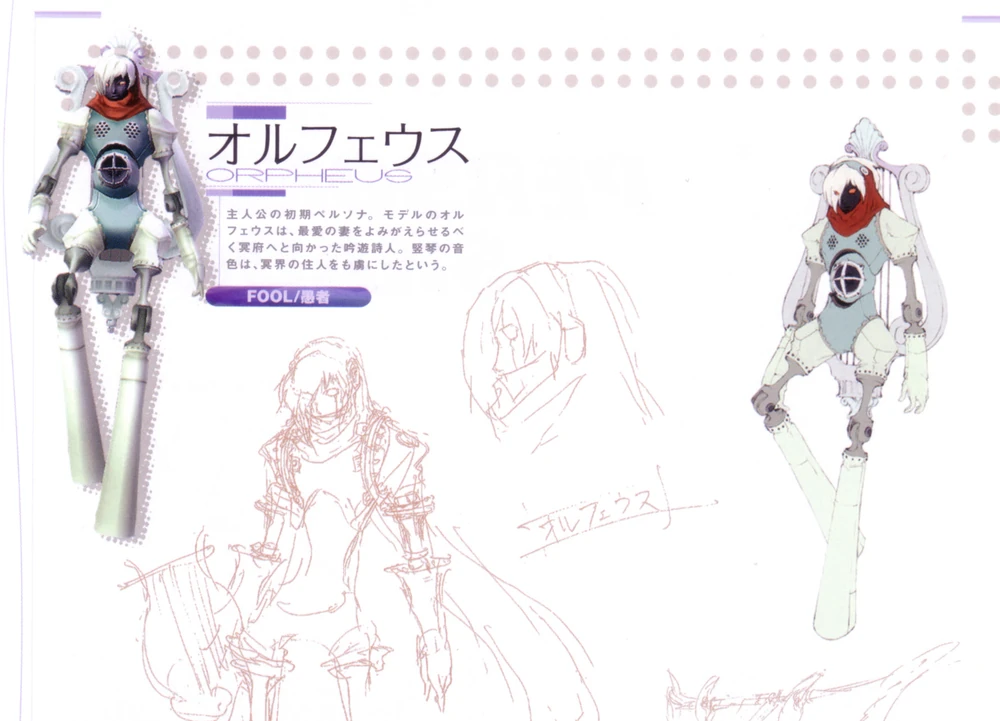 オルフェウス
ORPHEUS
主人公の初期ペルソナ。モデルのオル
フェウスは、最愛の妻をよみがえらせるべ
く冥府へと向かった吟遊詩人。竪琴の音
色は、冥界の住人をも虜にしたという。
FOOL/愚者
オルフェウス